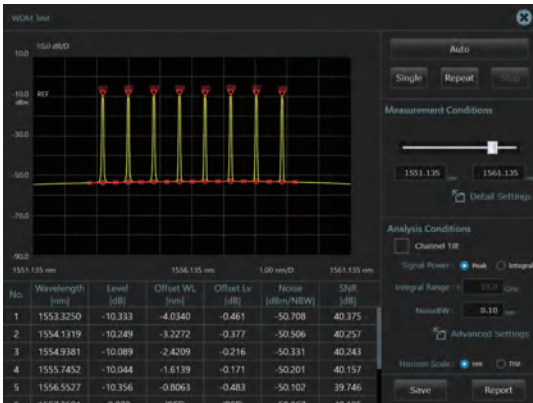 WDM Test
10.0 dB/D
10.0
-10.0
dBm
REF
-30.0
-50.0
-70.0
-90.0
1551.135 nm 1556.135 nm 1.00 nm/D 1561.135 nm
No. Wavelength [nm] Level [dB] Offset WL [nm] Offset Lv [dB] Noise [dBm/NBW] SNR [dB]
1 1553.3250 -10.333 -4.0340 -0.461 -50.708 40.375
2 1554.1319 -10.249 -3.2272 -0.377 -50.506 40.257
3 1554.9381 -10.089 -2.4209 -0.216 -50.331 40.243
4 1555.7452 -10.044 -1.6139 -0.171 -50.201 40.157
5 1556.5527 -10.356 -0.8063 -0.483 -50.102 39.746
Auto
Single Repeat Stop
Measurement Conditions
1551.135 nm 1561.135 nm
Detail Settings
Analysis Conditions
Channel Tilt
Signal Power : Peak Integral
Integral Range : ± 10.0 GHz
NoiseBW : 0.10 nm
Advanced Settings
Horizon Scale : nm THz
Save Report